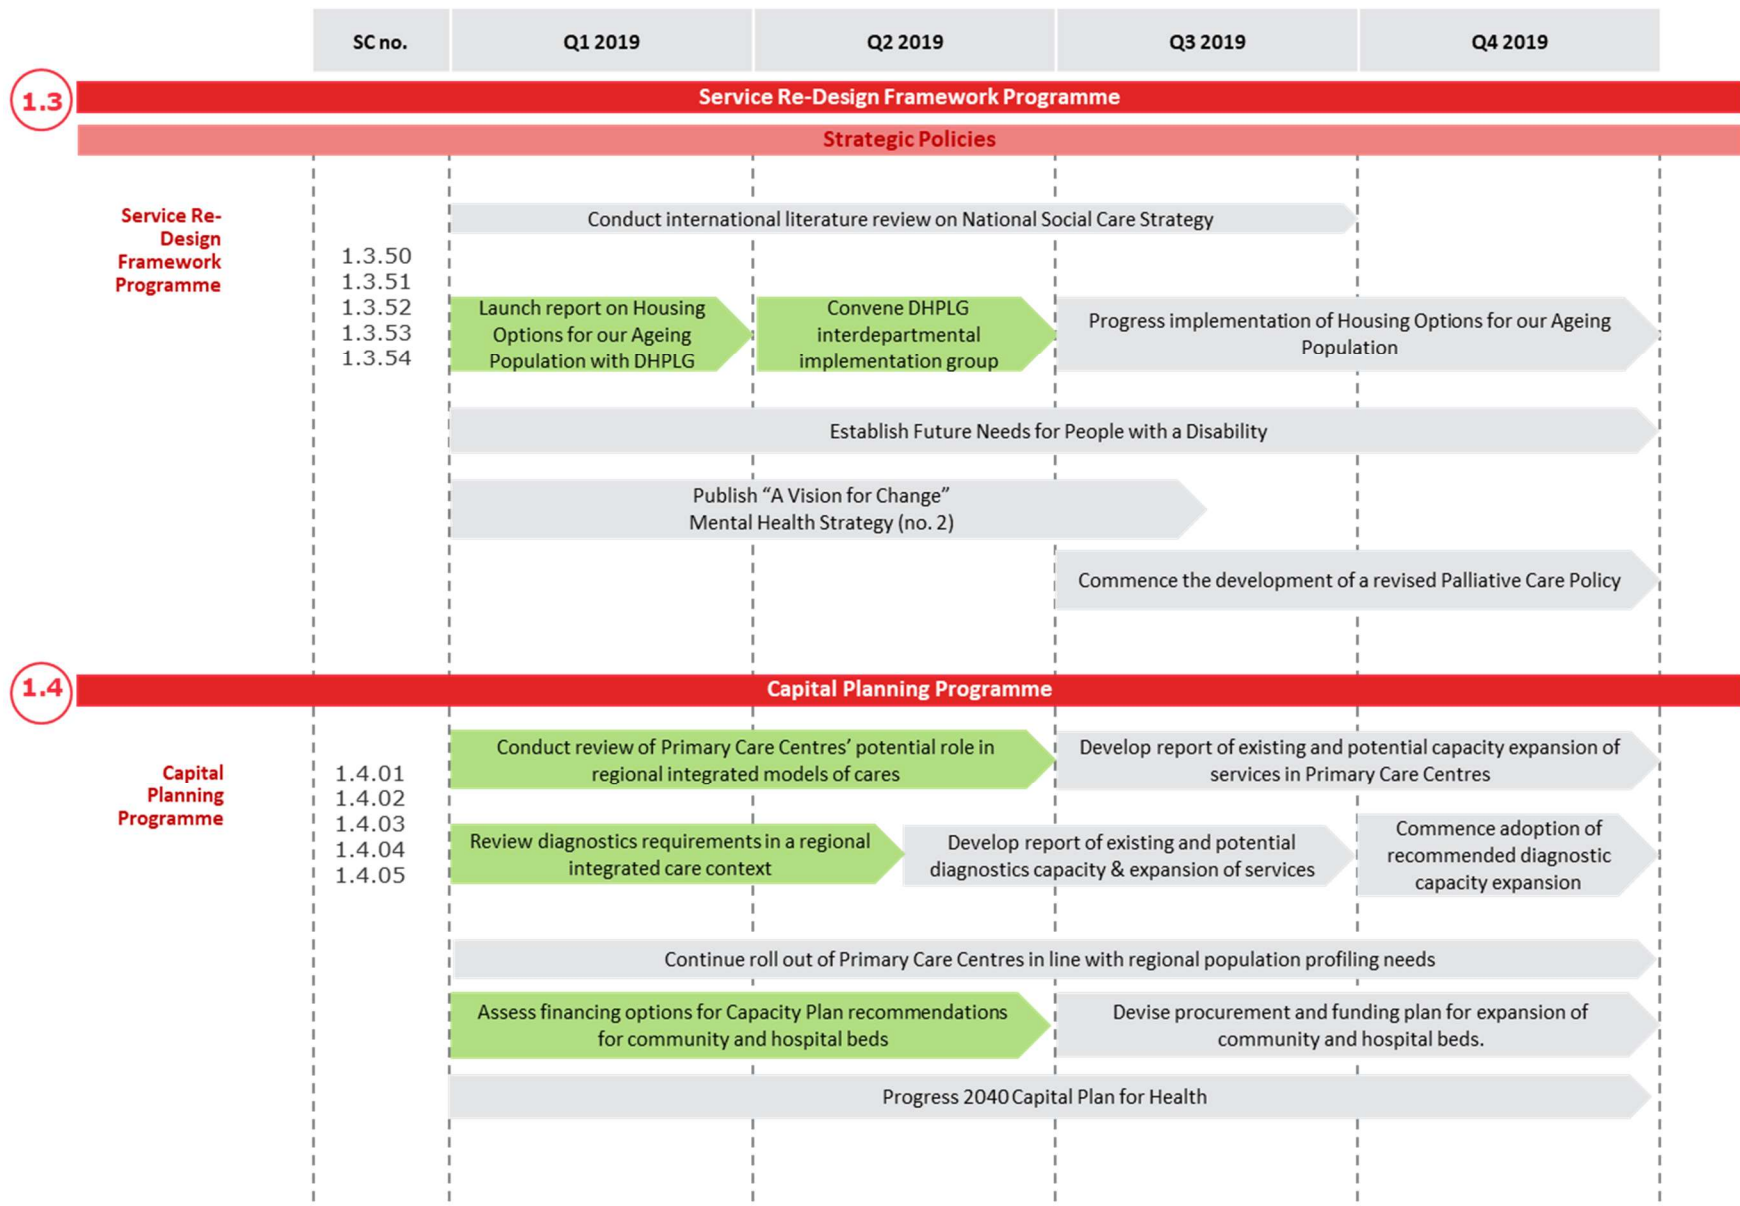 SC no.
Q1 2019
Q2 2019
Q3 2019
Q4 2019
1.3
Service Re-Design Framework Programme
Strategic Policies
Service Re-
Design
Framework
Programme
1.3.50
1.3.51
1.3.52
1.3.53
1.3.54
Conduct international literature review on National Social Care Strategy
Launch report on Housing
Options for our Ageing
Population with DHPLG
Convene DHPLG
interdepartmental
implementation group
Progress implementation of Housing Options for our Ageing
Population
Establish Future Needs for People with a Disability
Publish “A Vision for Change”
Mental Health Strategy (no. 2)
Commence the development of a revised Palliative Care Policy
1.4
Capital Planning Programme
Capital
Planning
Programme
1.4.01
1.4.02
1.4.03
1.4.04
1.4.05
Conduct review of Primary Care Centres’ potential role in
regional integrated models of cares
Develop report of existing and potential capacity expansion of
services in Primary Care Centres
Review diagnostics requirements in a regional
integrated care context
Develop report of existing and potential
diagnostics capacity & expansion of services
Commence adoption of
recommended diagnostic
capacity expansion
Continue roll out of Primary Care Centres in line with regional population profiling needs
Assess financing options for Capacity Plan recommendations
for community and hospital beds
Devise procurement and funding plan for expansion of
community and hospital beds.
Progress 2040 Capital Plan for Health